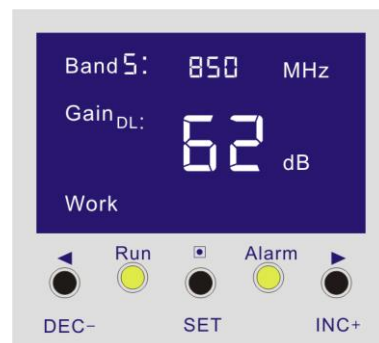 Band 5: 850 MHz
Gain DL: 62 dB
Work
Run Alarm
DEC- SET INC+